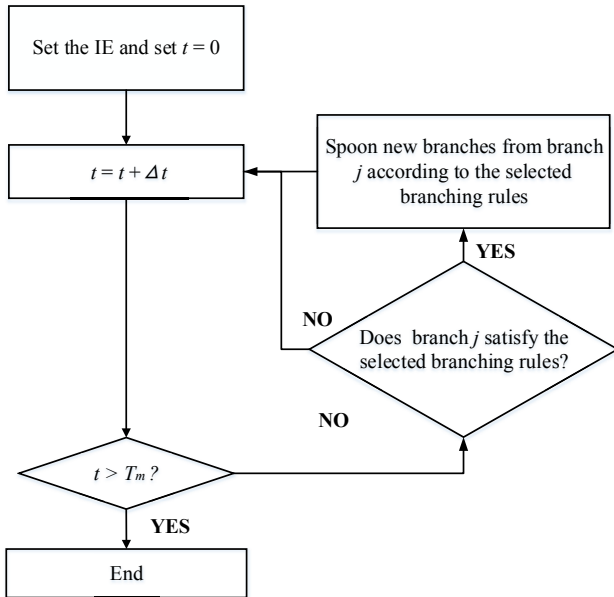 Set the IE and set t = 0
t = t + Δ t
Spoon new branches from branch
j according to the selected
branching rules
YES
NO
Does branch j satisfy the
selected branching rules?
NO
t > Tm ?
YES
End